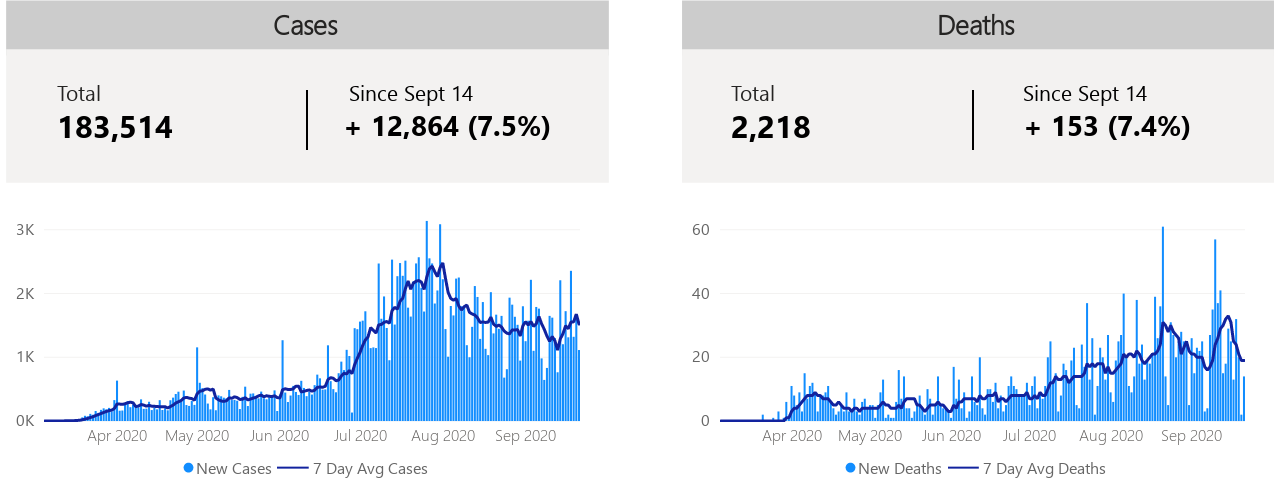 Cases
Total
183,514
Since Sept 14
+ 12,864 (7.5%)
3K
2K
1K
0K
Apr 2020 May 2020 Jun 2020 Jul 2020 Aug 2020 Sep 2020
New Cases 7 Day Avg Cases
Deaths
Total
2,218
Since Sept 14
+ 153 (7.4%)
60
40
20
0
Apr 2020 May 2020 Jun 2020 Jul 2020 Aug 2020 Sep 2020
New Deaths 7 Day Avg Deaths